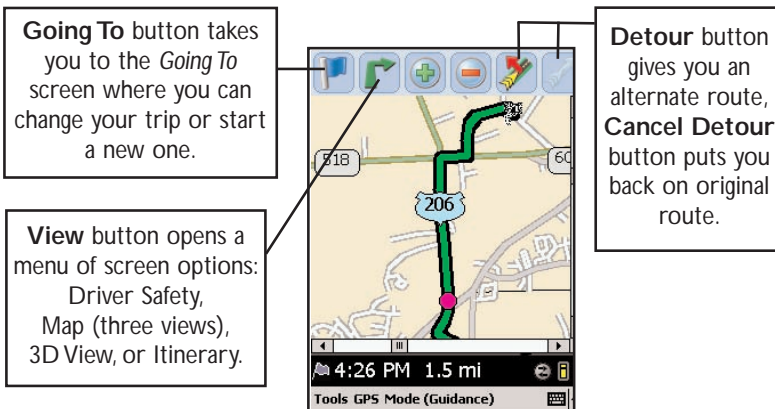 Going To button takes
you to the Going To
screen where you can
change your trip or start
a new one.
View button opens a
menu of screen options:
Driver Safety,
Map (three views),
3D View, or Itinerary.
518
206
60
4:26 PM 1.5 mi
Tools GPS Mode (Guidance)
Detour button
gives you an
alternate route,
Cancel Detour
button puts you
back on original
route.